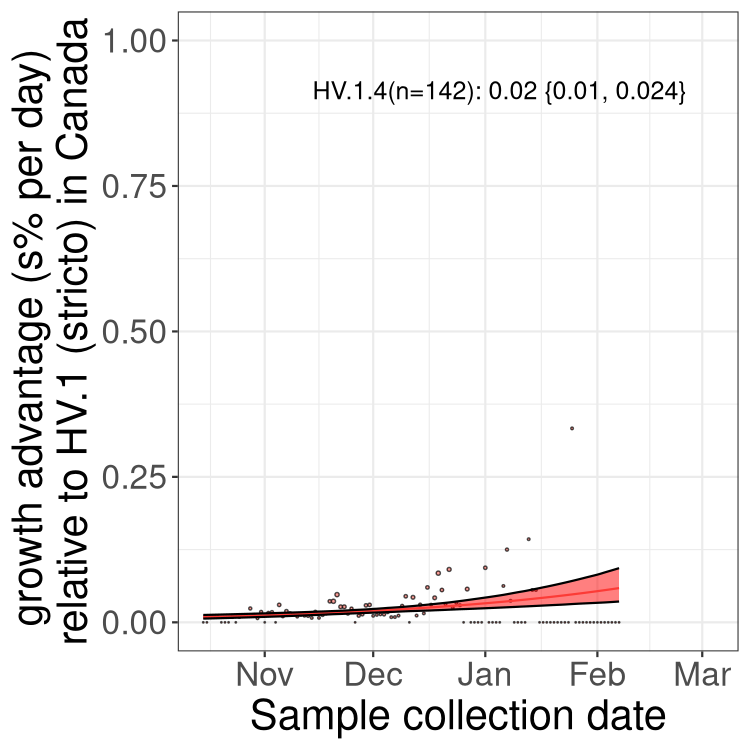 growth advantage (s% per day)
relative to HV.1 (stricto) in Canada
1.00
0.75
0.50
0.25
0.00
HV.1.4(n=142): 0.02 {0.01, 0.024}
Nov Dec Jan Feb Mar
Sample collection date